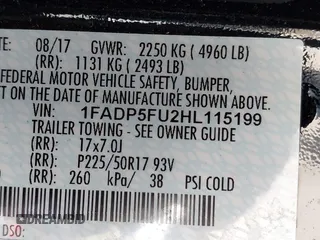 DATE: 08/17 GVWR: 2250 KG ( 4960 LB)
(RR): 1131 KG ( 2493 LB)
FEDERAL MOTOR VEHICLE SAFETY, BUMPER,
OF MANUFACTURE SHOWN ABOVE.
VIN: 1FADP5FU2HL115199
TRAILER TOWING - SEE OWNER GUIDE
(RR): 17x7.0J
(RR): P225/50R17 93V
(RR): 260 kPa/ 38 PSI COLD
DREAMBID
DSO: